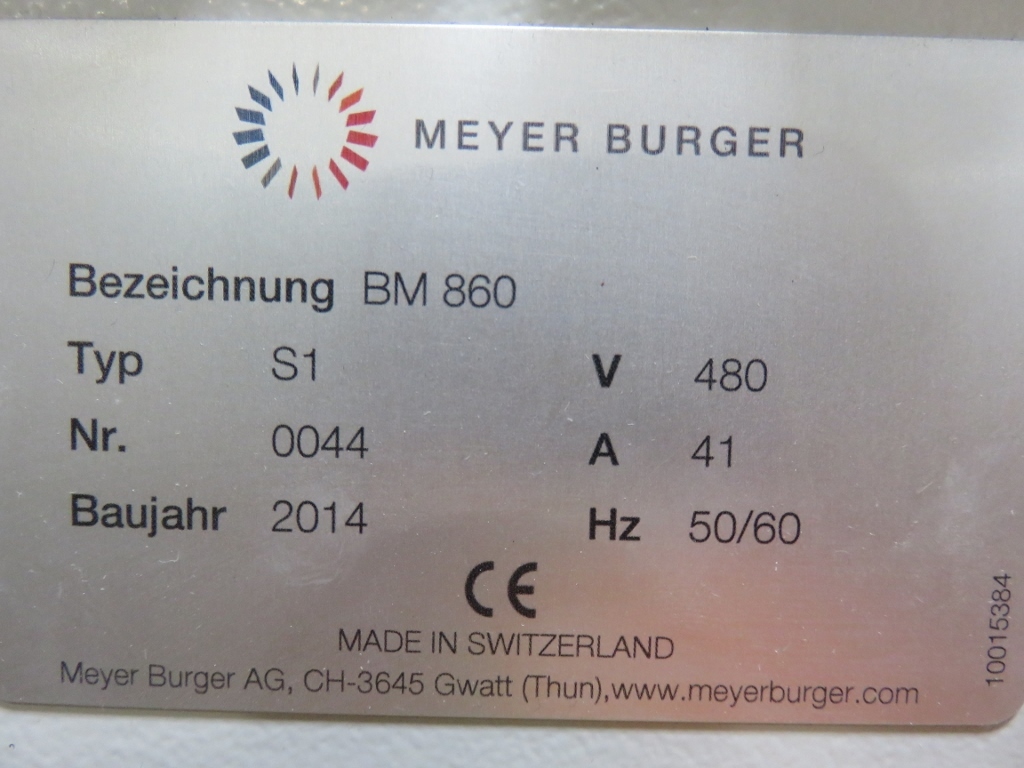 MEYER BURGER
Bezeichnung BM 860
Typ S1 V 480
Nr. 0044 A 41
Baujahr 2014 Hz 50/60
CE
MADE IN SWITZERLAND
Meyer Burger AG, CH-3645 Gwatt (Thun),www.meyerburger.com
10015384